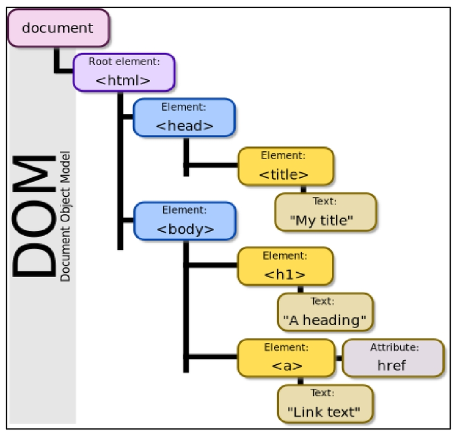 document
Root element:
<html>
Element:
<head>
Element:
<title>
Text:
"My title"
Element:
<body>
Element:
<h1>
Text:
"A heading"
Element:
<a>
Attribute:
href
Text:
"Link text"
DOM
Document Object Model